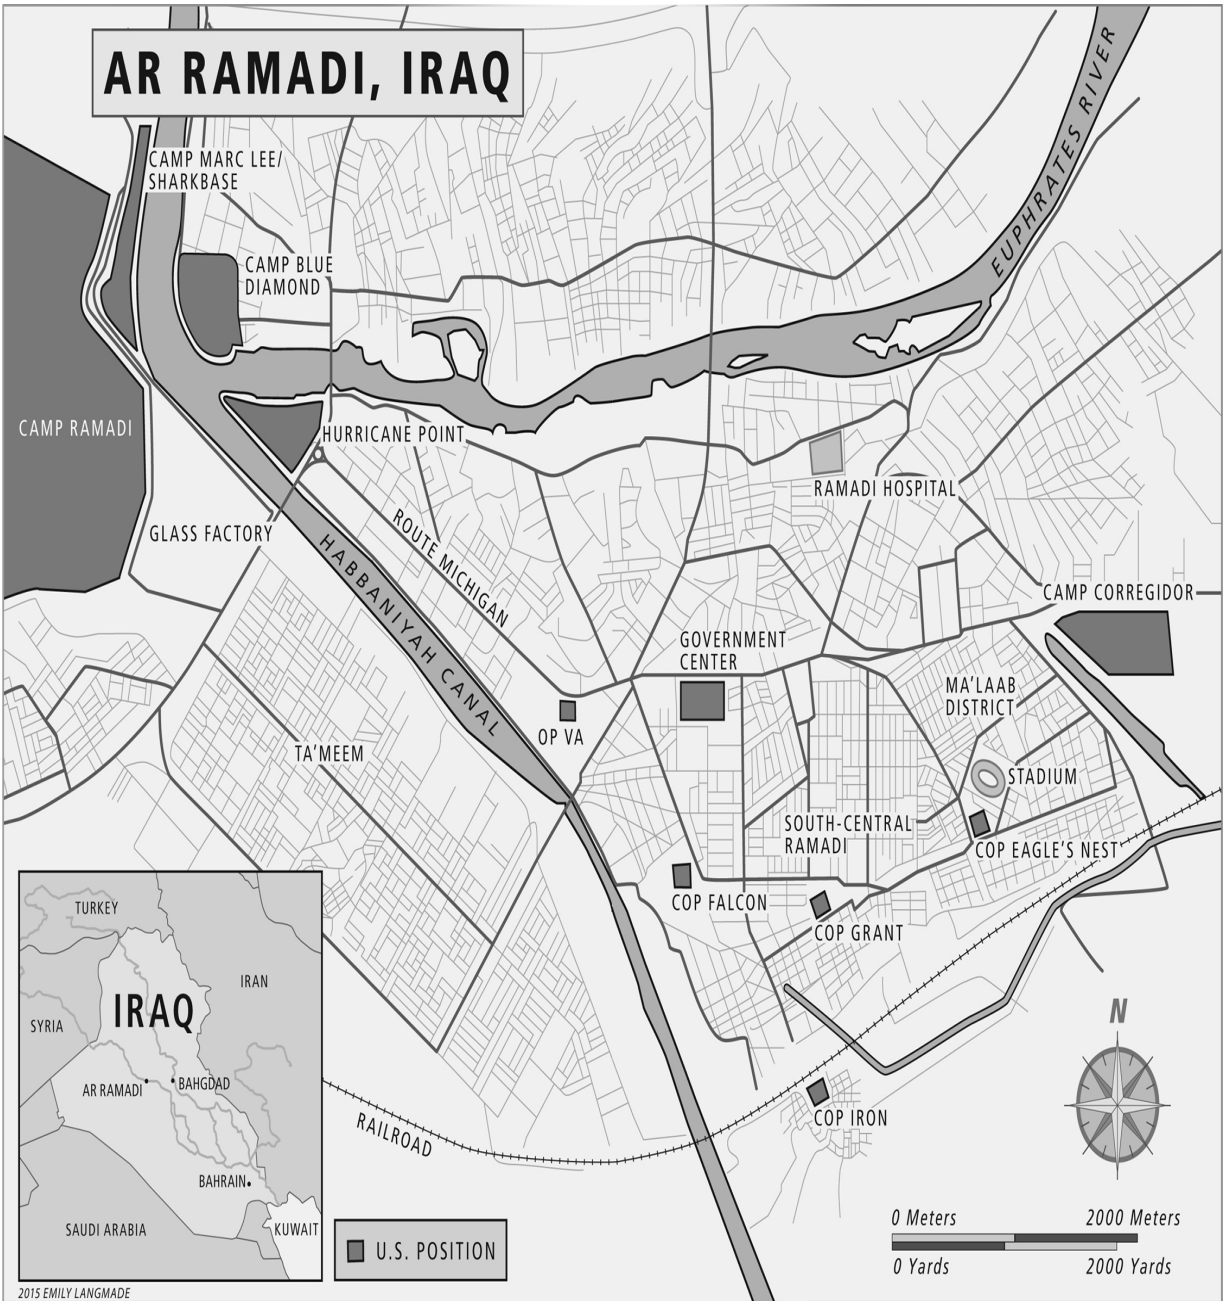 AR RAMADI, IRAQ
EUPHRATES RIVER
CAMP MARC LEE/
SHARKBASE
CAMP BLUE
DIAMOND
CAMP RAMADI
HURRICANE POINT
RAMADI HOSPITAL
GLASS FACTORY
ROUTE MICHIGAN
HABBANIYAH CANAL
CAMP CORREGIDOR
GOVERNMENT
CENTER
MA'LAAB
DISTRICT
OP VA
TA'MEEM
STADIUM
SOUTH-CENTRAL
RAMADI
COP EAGLE'S NEST
COP FALCON
COP GRANT
TURKEY
IRAN
IRAQ
SYRIA
N
AR RAMADI
BAHGDAD
COP IRON
RAILROAD
BAHRAIN
SAUDI ARABIA
KUWAIT
U.S. POSITION
0 Meters 2000 Meters
0 Yards 2000 Yards
2015 EMILY LANGMADE